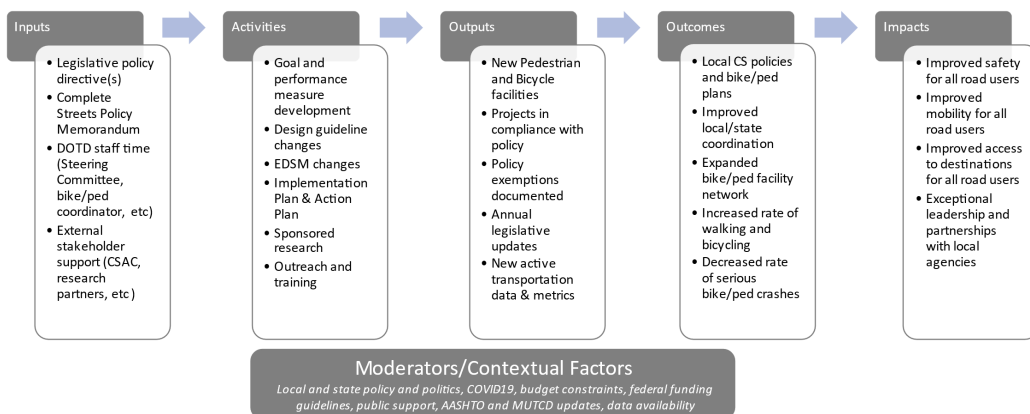 Inputs
• Legislative policy
directive(s)
• Complete
Streets Policy
Memorandum
• DOTD staff time
(Steering
Committee,
bike/ped
coordinator, etc)
• External
stakeholder
support (CSAC,
research
partners, etc )
Activities
• Goal and
performance
measure
development
• Design guideline
changes
• EDSM changes
• Implementation
Plan & Action
Plan
• Sponsored
research
• Outreach and
training
Outputs
• New Pedestrian
and Bicycle
facilities
• Projects in
compliance with
policy
• Policy
exemptions
documented
• Annual
legislative
updates
• New active
transportation
data & metrics
Outcomes
• Local CS policies
and bike/ped
plans
• Improved
local/state
coordination
• Expanded
bike/ped facility
network
• Increased rate of
walking and
bicycling
• Decreased rate
of serious
bike/ped crashes
Impacts
• Improved safety
for all road users
• Improved
mobility for all
road users
• Improved access
to destinations
for all road users
• Exceptional
leadership and
partnerships
with local
agencies
Moderators/Contextual Factors
Local and state policy and politics, COVID19, budget constraints, federal funding
guidelines, public support, AASHTO and MUTCD updates, data availability